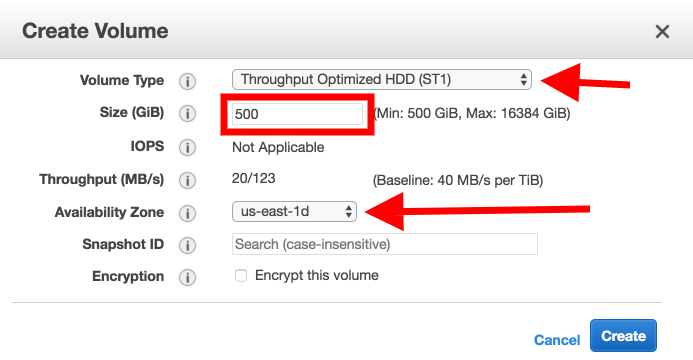 Create Volume
Volume Type i Throughput Optimized HDD (ST1)
Size (GiB) i 500 (Min: 500 GiB, Max: 16384 GiB)
IOPS i Not Applicable
Throughput (MB/s) i 20/123 (Baseline: 40 MB/s per TiB)
Availability Zone i us-east-1d
Snapshot ID i Search (case-insensitive)
Encryption i Encrypt this volume
Cancel Create